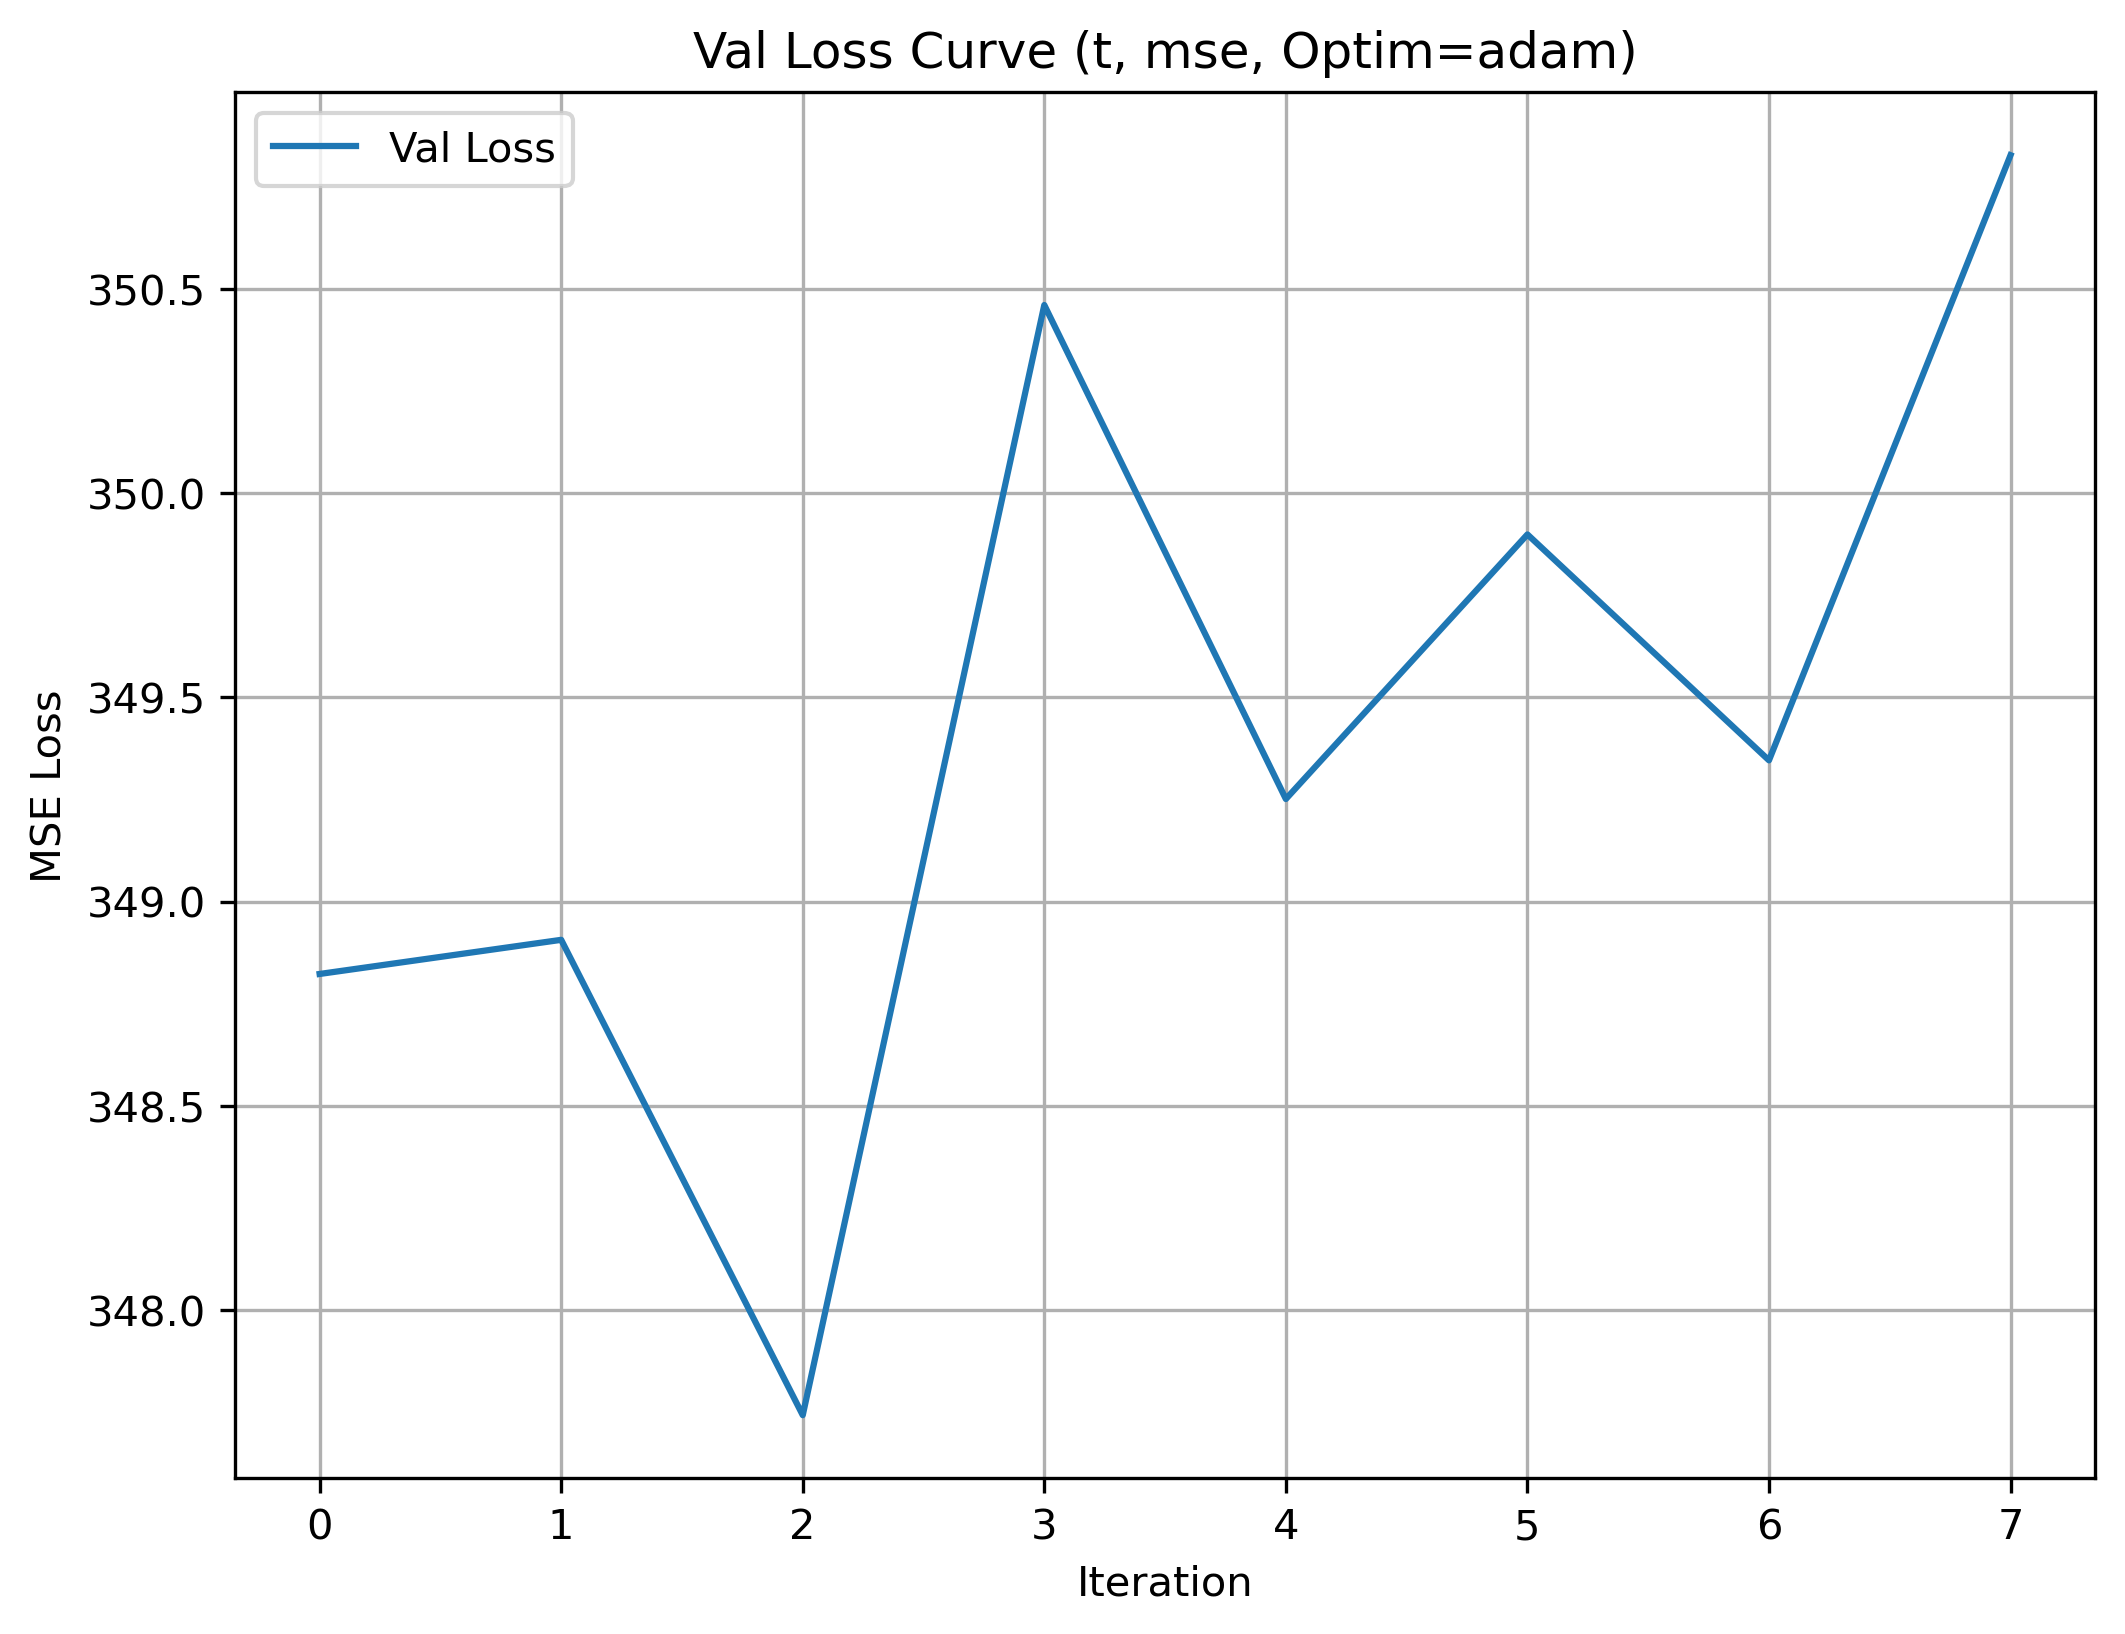 Val Loss Curve (t, mse, Optim=adam)
Val Loss
350.5
350.0
349.5
349.0
348.5
348.0
MSE Loss
0 1 2 3 4 5 6 7
Iteration